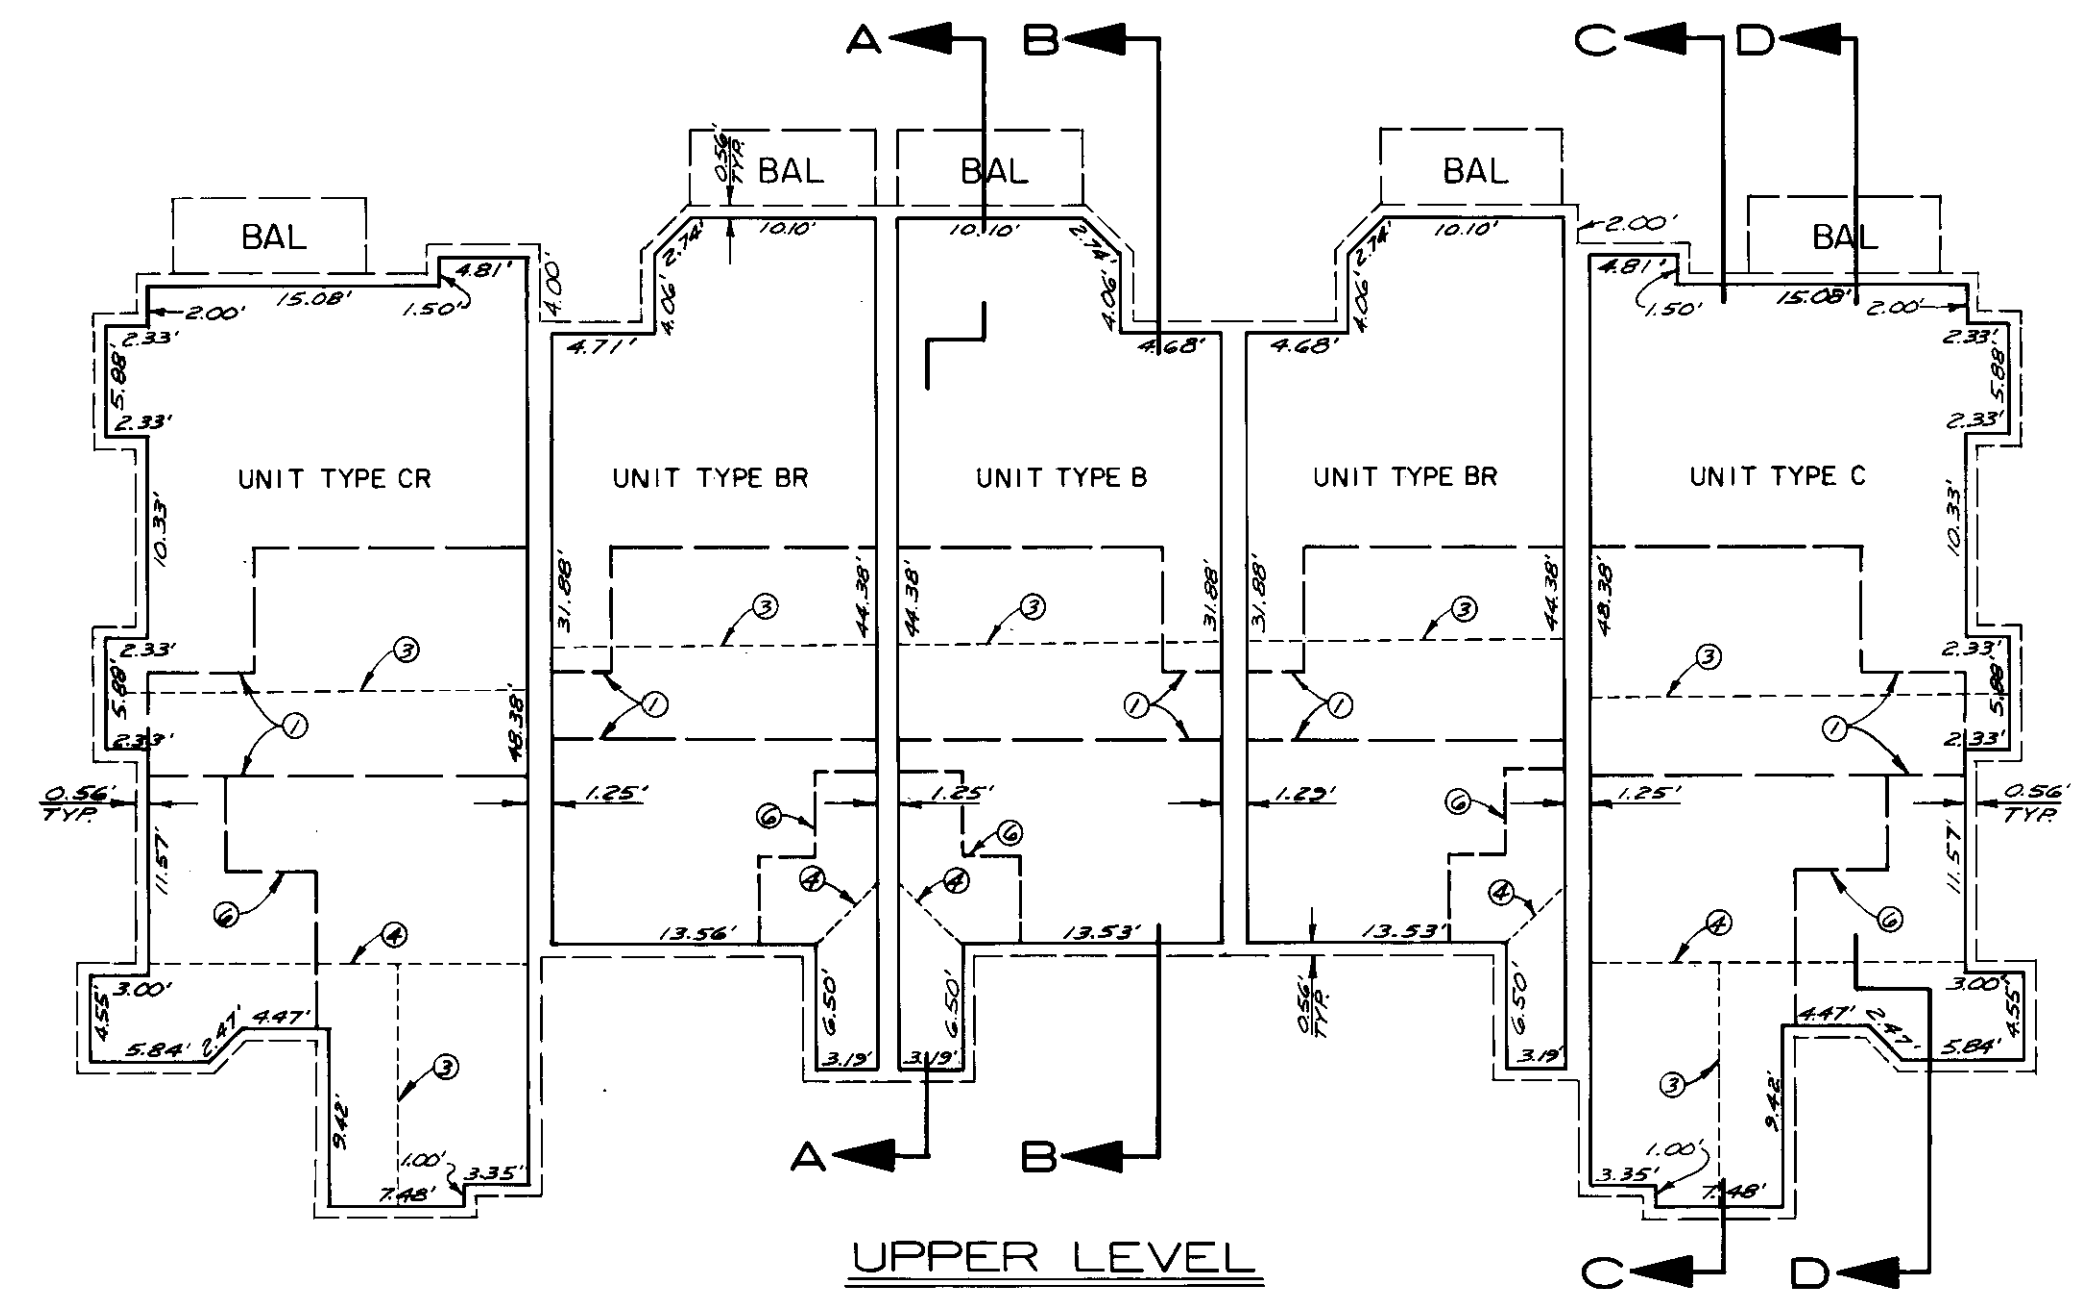 A B C D
0.56' TYP.
BAL BAL BAL BAL BAL
2.00'
4.81' 4.00' 2.74' 10.10' 10.10' 2.74' 2.74' 10.10' 4.81'
15.08' 1.50' 4.06' 4.06' 4.06' 1.50' 15.08' 2.00'
2.00'
2.33' 4.71' 4.68' 4.68' 2.33'
5.88' 5.88'
2.33' 2.33'
UNIT TYPE CR UNIT TYPE BR UNIT TYPE B UNIT TYPE BR UNIT TYPE C
10.33' 31.88' 44.38' 44.38' 31.88' 31.88' 44.38' 48.38' 10.33'
3 3 3
2.33' 3 3 2.33'
5.88' 48.38' 5.88'
1 1 1 1 1
2.33' 2.33'
0.56' TYP. 1.25' 1.25' 1.29' 1.25' 0.56' TYP.
6 6 6
11.57' 11.57'
4 4 4
6 6
4 13.56' 13.53' 13.53' 4
3.00' 3.00'
4.55' 6.50' 6.50' 0.56' TYP. 6.50' 4.55'
2.47' 4.47' 4.47' 2.47'
5.84' 3.19' 3.19' 3.19' 5.84'
3 3
9.42' 9.42'
A B
1.00' 1.00'
3.35' 3.35'
7.48' 7.48'
UPPER LEVEL
C D